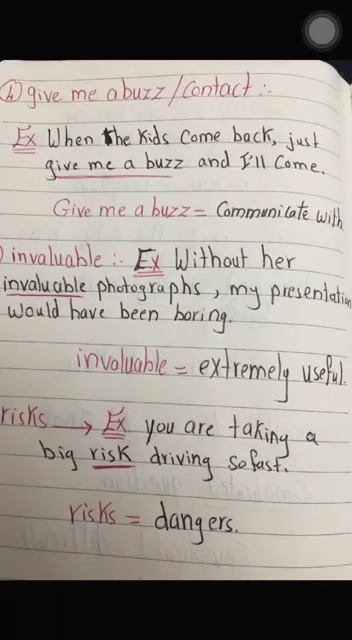 4) give me a buzz/contact :-
Ex When the kids come back, just
give me a buzz and I'll come.
Give me a buzz = Communicate with
) invaluable :- Ex Without her
invaluable photographs, my presentation
would have been boring.
invaluable = extremely useful.
risks → Ex you are taking a
big risk driving so fast.
risks = dangers.